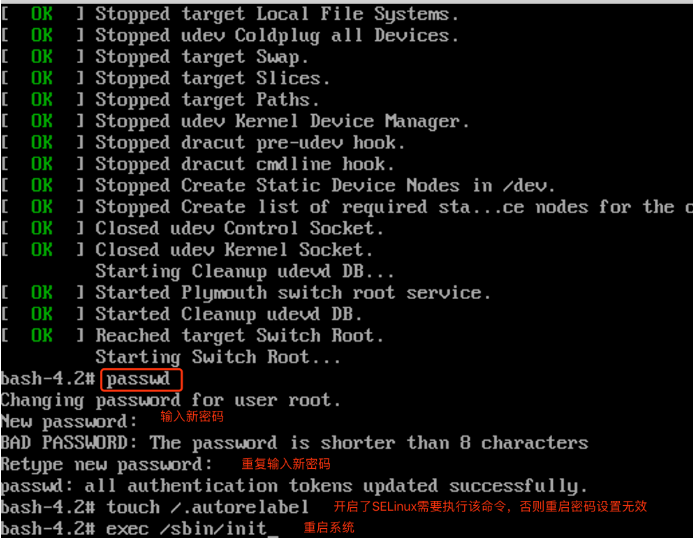 [  OK  ] Stopped target Local File Systems.
[  OK  ] Stopped udev Coldplug all Devices.
[  OK  ] Stopped target Swap.
[  OK  ] Stopped target Slices.
[  OK  ] Stopped target Paths.
[  OK  ] Stopped udev Kernel Device Manager.
[  OK  ] Stopped dracut pre-udev hook.
[  OK  ] Stopped dracut cmdline hook.
[  OK  ] Stopped Create Static Device Nodes in /dev.
[  OK  ] Stopped Create list of required sta...ce nodes for the c
[  OK  ] Closed udev Control Socket.
[  OK  ] Closed udev Kernel Socket.
Starting Cleanup udevd DB...
[  OK  ] Started Plymouth switch root service.
[  OK  ] Started Cleanup udevd DB.
[  OK  ] Reached target Switch Root.
Starting Switch Root...
bash-4.2# passwd
Changing password for user root.
New password: 输入新密码
BAD PASSWORD: The password is shorter than 8 characters
Retype new password: 重复输入新密码
passwd: all authentication tokens updated successfully.
bash-4.2# touch /.autorelabel 开启了SELinux需要执行该命令，否则重启密码设置无效
bash-4.2# exec /sbin/init_ 重启系统